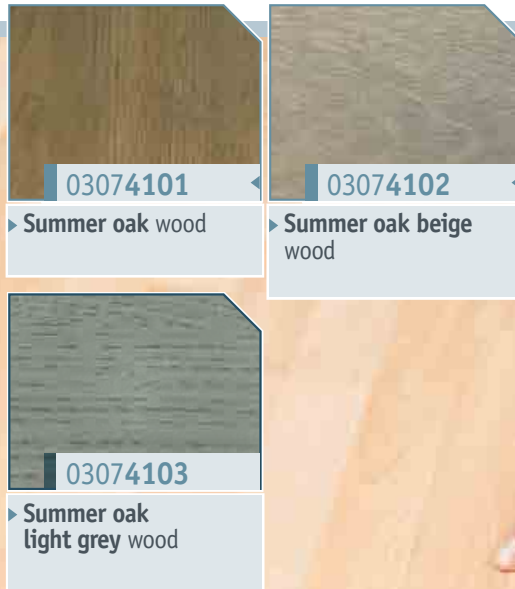 03074101
Summer oak wood
03074102
Summer oak beige
wood
03074103
Summer oak
light grey wood